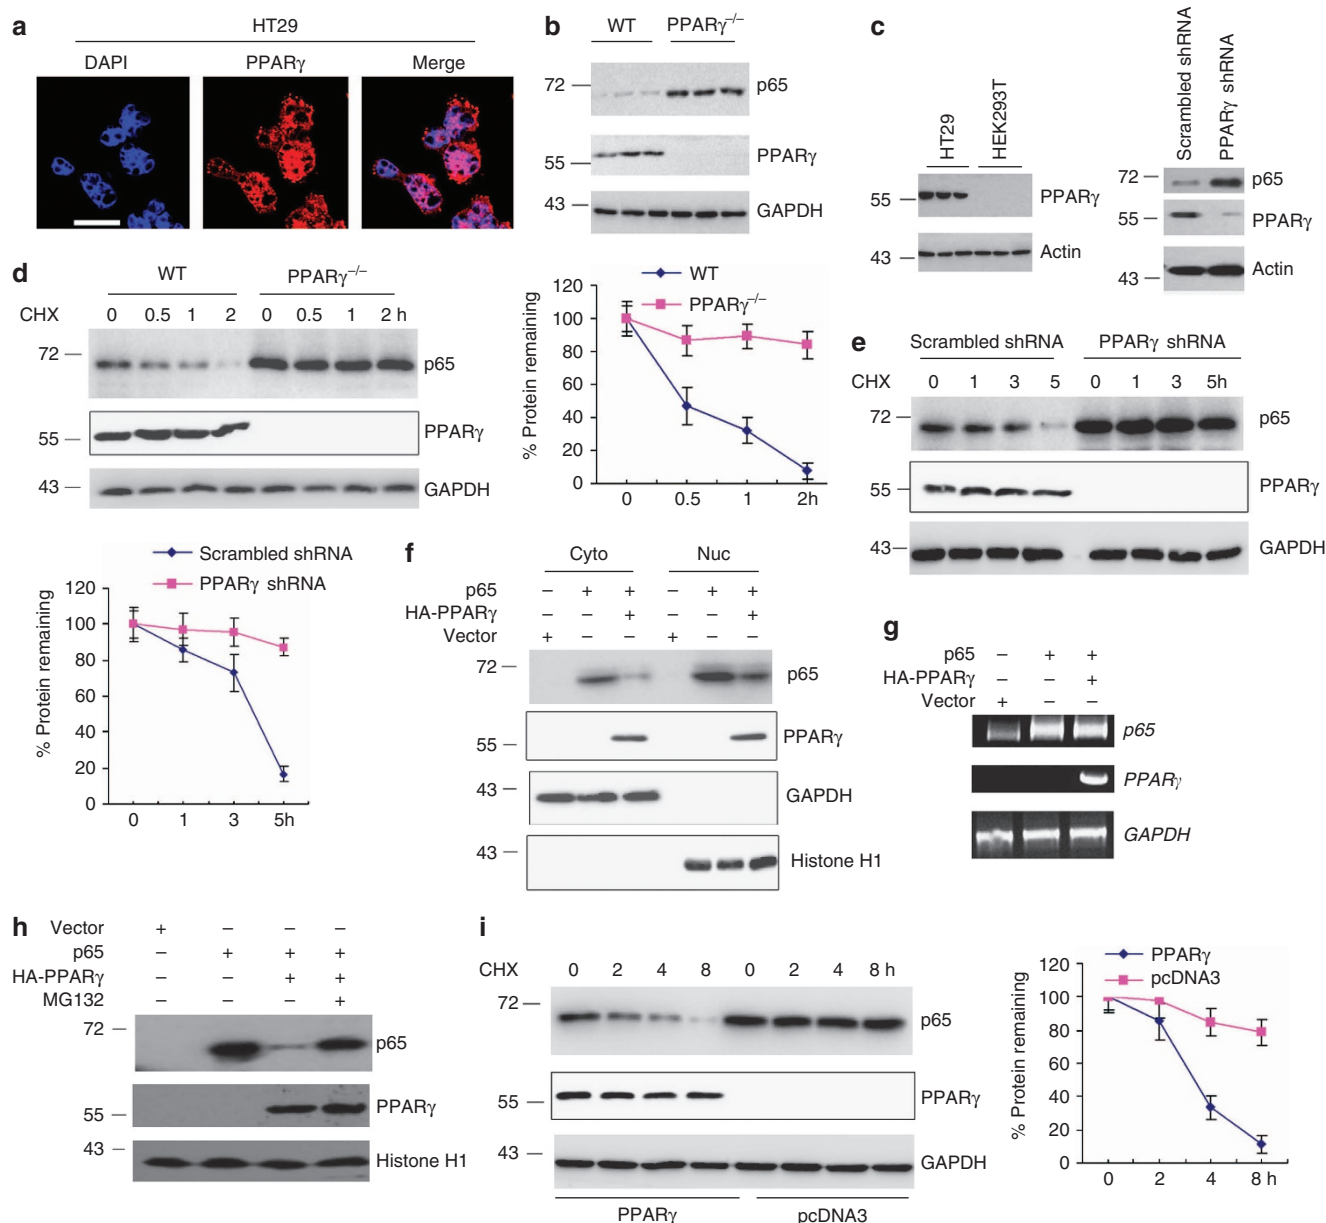 a
HT29
DAPI PPARγ Merge
b
WT PPARγ–/–
72 p65
55 PPARγ
43 GAPDH
c
HT29 HEK293T
55 PPARγ
43 Actin
Scrambled shRNA PPARγ shRNA
72 p65
55 PPARγ
43 Actin
d
WT PPARγ–/–
CHX 0 0.5 1 2 0 0.5 1 2 h
72 p65
55 PPARγ
43 GAPDH
WT
PPARγ–/–
% Protein remaining
120
100
80
60
40
20
0
0 0.5 1 2h
e
Scrambled shRNA PPARγ shRNA
CHX 0 1 3 5 0 1 3 5h
72 p65
55 PPARγ
43 GAPDH
Scrambled shRNA
PPARγ shRNA
% Protein remaining
120
100
80
60
40
20
0
0 1 3 5h
f
Cyto Nuc
p65 – + + – + +
HA-PPARγ – – + – – +
Vector + – – + – –
72 p65
55 PPARγ
43 GAPDH
43 Histone H1
g
p65 – + +
HA-PPARγ – – +
Vector + – –
p65
PPARγ
GAPDH
h
Vector + – – –
p65 – + + +
HA-PPARγ – – + +
MG132 – – – +
72 p65
55 PPARγ
43 Histone H1
i
CHX 0 2 4 8 0 2 4 8 h
72 p65
55 PPARγ
43 GAPDH
PPARγ pcDNA3
PPARγ
pcDNA3
% Protein remaining
120
100
80
60
40
20
0
0 2 4 8 h